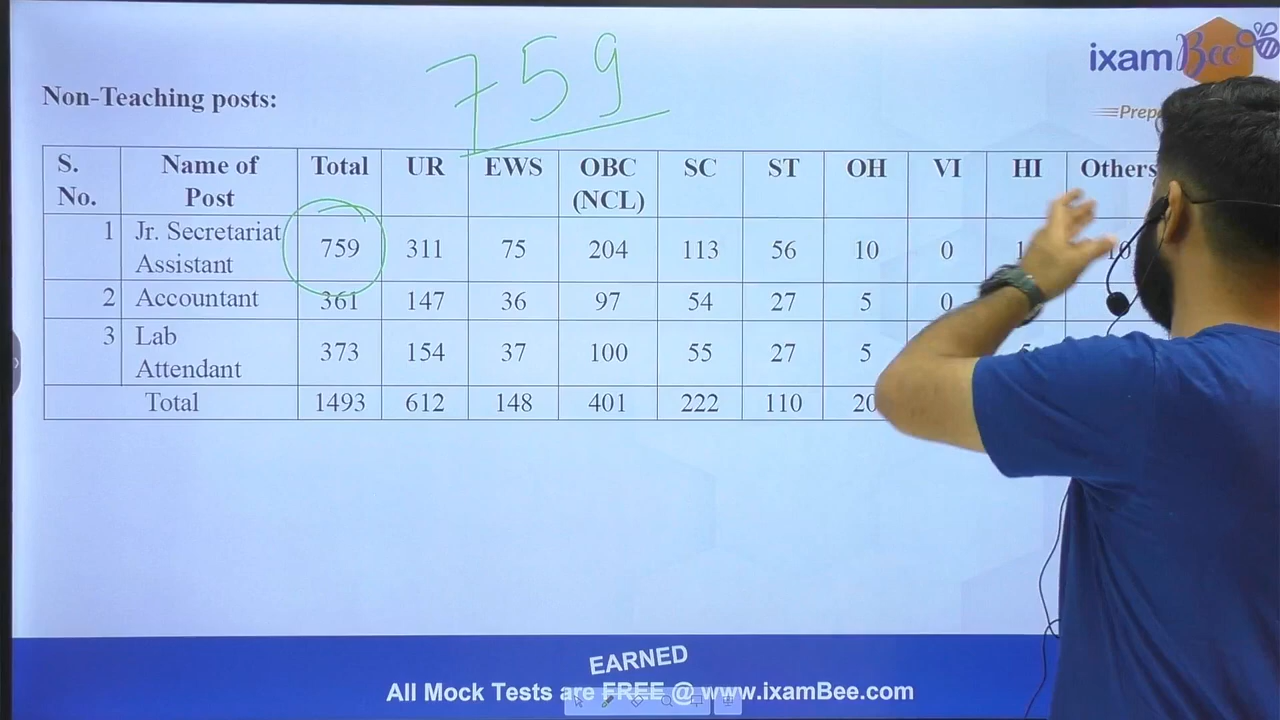 759
ixamBee
Non-Teaching posts:
S. No. Name of Post Total UR EWS OBC (NCL) SC ST OH VI HI Others
1 Jr. Secretariat Assistant 759 311 75 204 113 56 10 0
2 Accountant 361 147 36 97 54 27 5 0
3 Lab Attendant 373 154 37 100 55 27 5
Total 1493 612 148 401 222 110 20
EARNED
All Mock Tests are FREE @ www.ixamBee.com